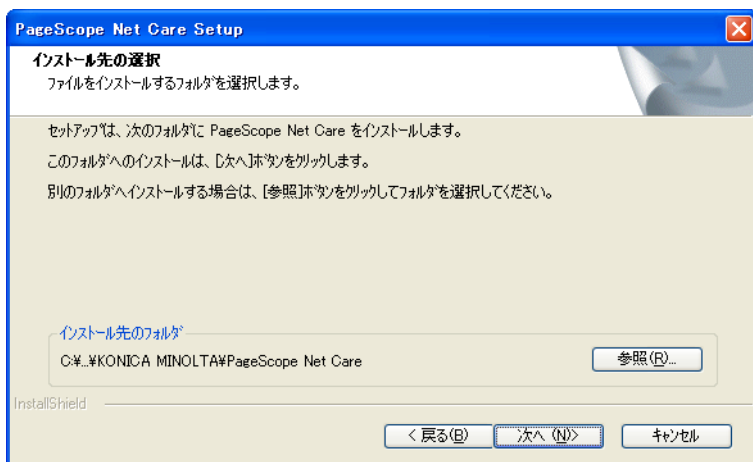 PageScope Net Care Setup
インストール先の選択
ファイルをインストールするフォルダを選択します。
セットアップは、次のフォルダに PageScope Net Care をインストールします。
このフォルダへのインストールは、[次へ]ボタンをクリックします。
別のフォルダへインストールする場合は、[参照]ボタンをクリックしてフォルダを選択してください。
インストール先のフォルダ
C:¥...¥KONICA MINOLTA¥PageScope Net Care
参照(R)...
InstallShield
< 戻る(B)
次へ (N)>
キャンセル